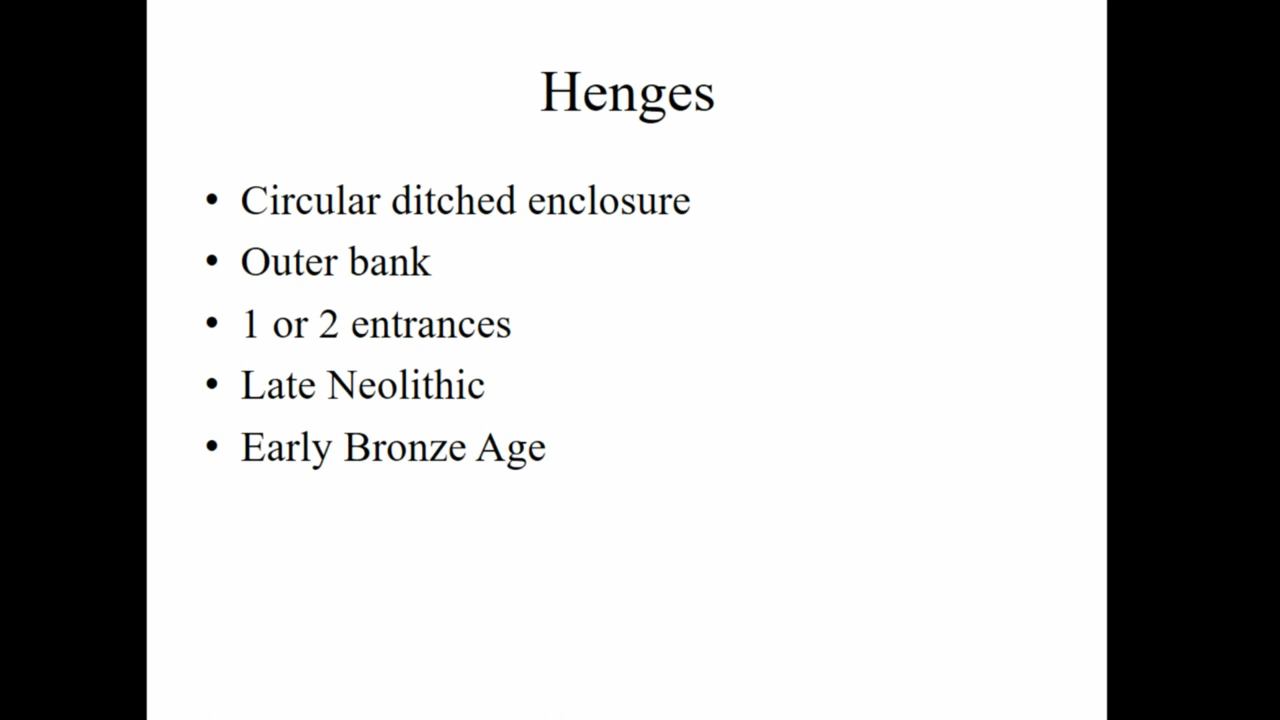 Henges
• Circular ditched enclosure
• Outer bank
• 1 or 2 entrances
• Late Neolithic
• Early Bronze Age